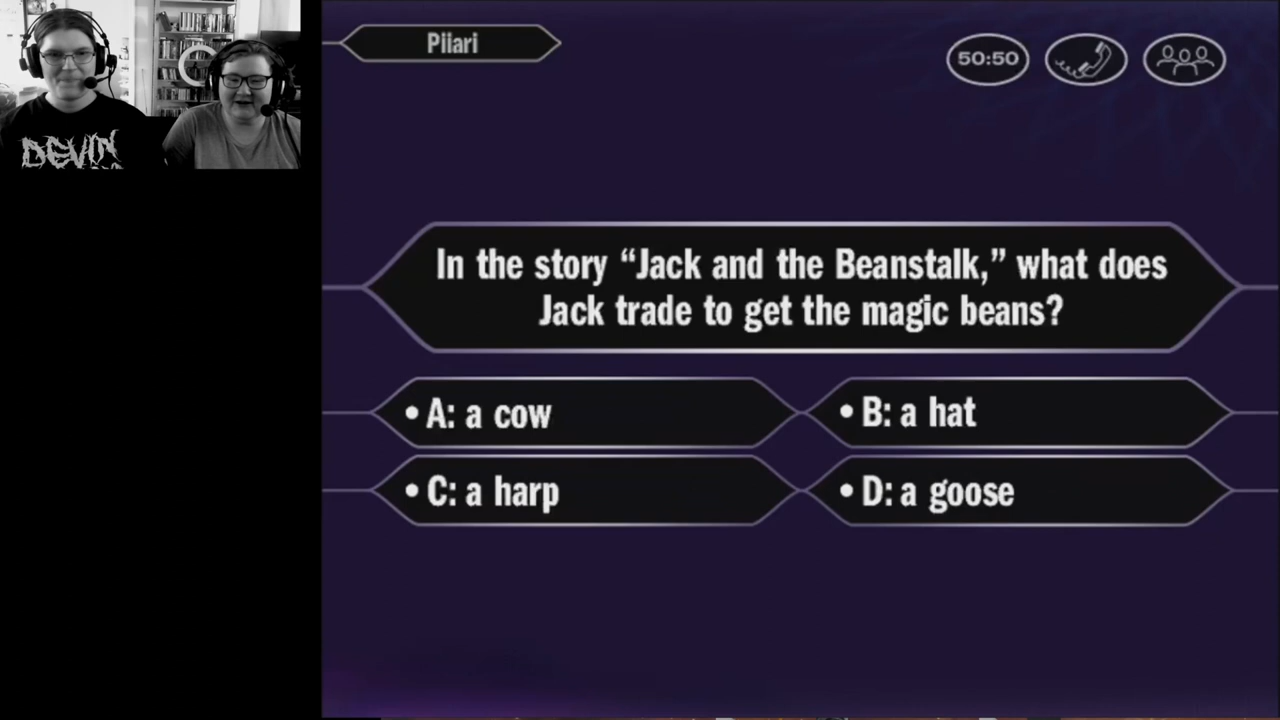 Piiari
50:50
In the story “Jack and the Beanstalk,” what does
Jack trade to get the magic beans?
• A: a cow
• B: a hat
• C: a harp
• D: a goose
DEVIN